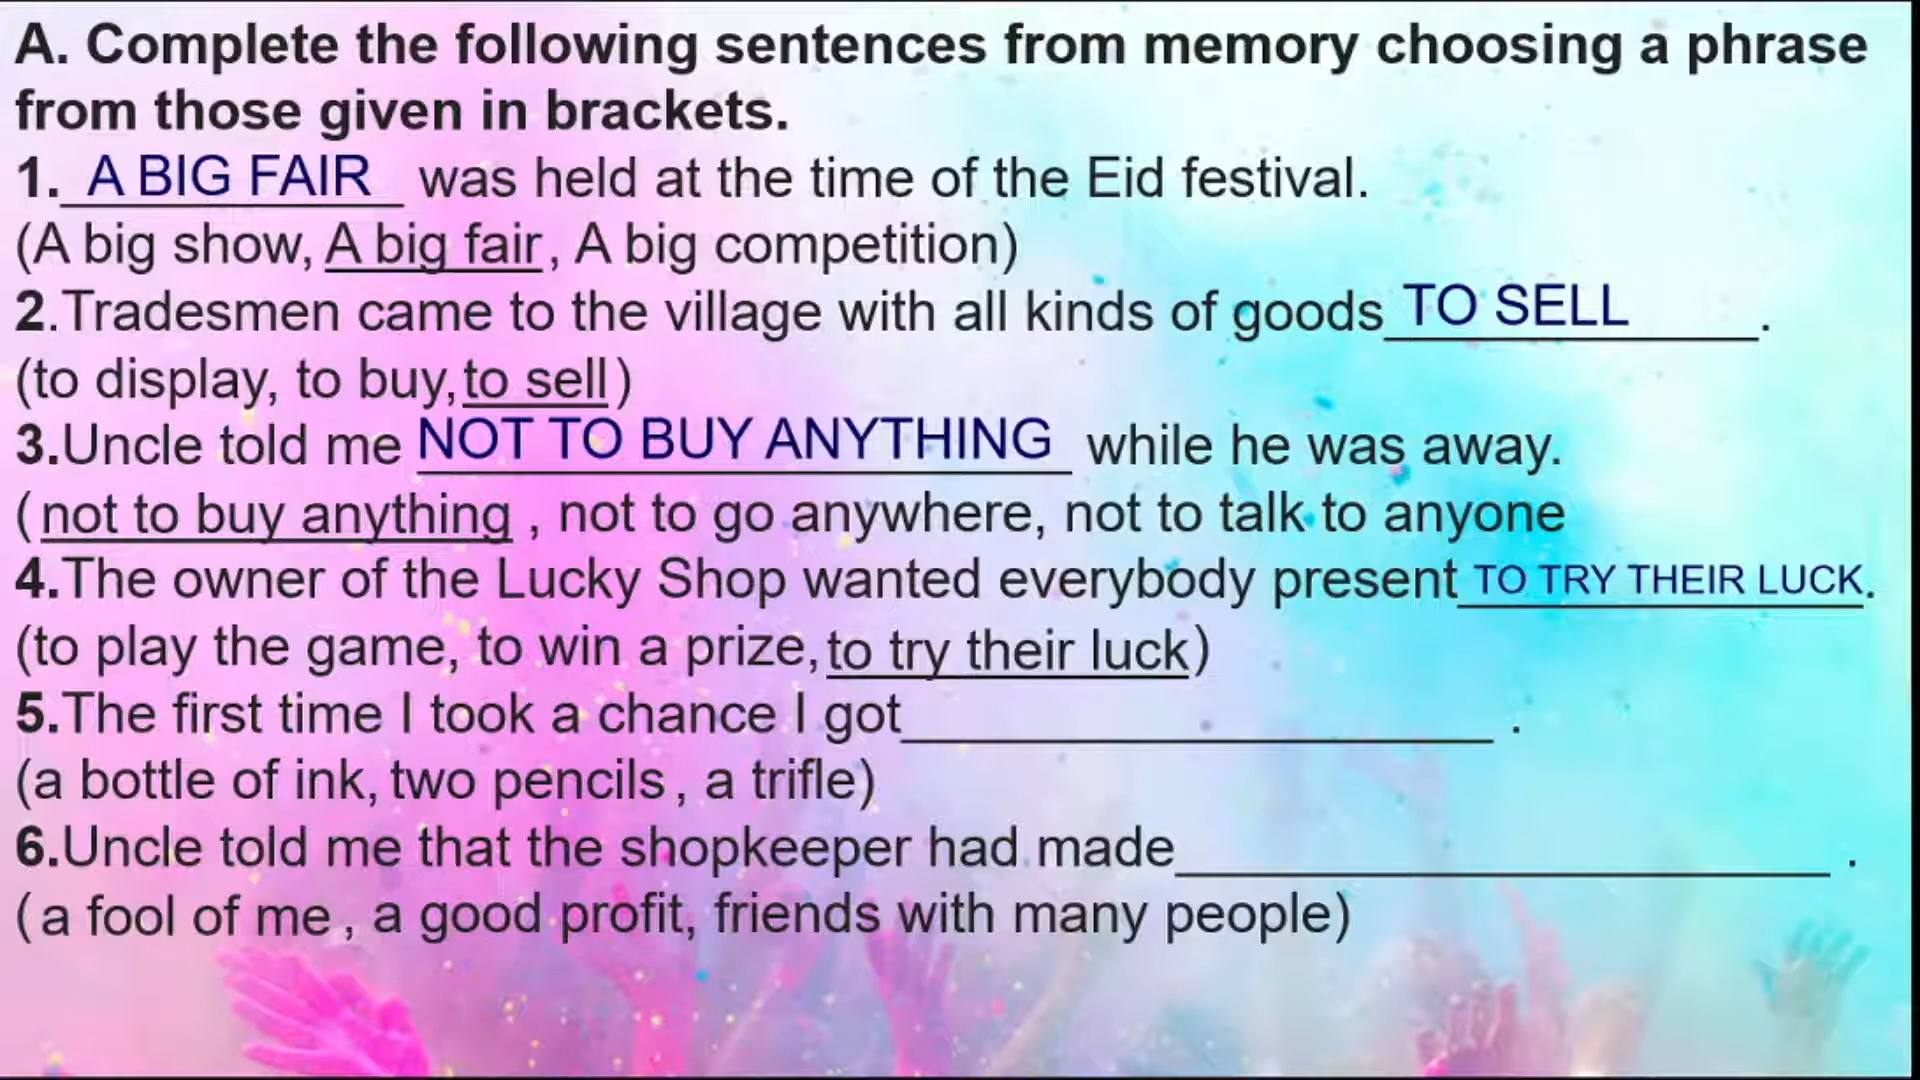 A. Complete the following sentences from memory choosing a phrase
from those given in brackets.
1. A BIG FAIR was held at the time of the Eid festival.
(A big show, A big fair, A big competition)
2.Tradesmen came to the village with all kinds of goods TO SELL .
(to display, to buy, to sell)
3.Uncle told me NOT TO BUY ANYTHING while he was away.
( not to buy anything , not to go anywhere, not to talk to anyone
4.The owner of the Lucky Shop wanted everybody present TO TRY THEIR LUCK.
(to play the game, to win a prize, to try their luck)
5.The first time I took a chance I got____________________ .
(a bottle of ink, two pencils , a trifle)
6.Uncle told me that the shopkeeper had made______________________ .
( a fool of me , a good profit, friends with many people)